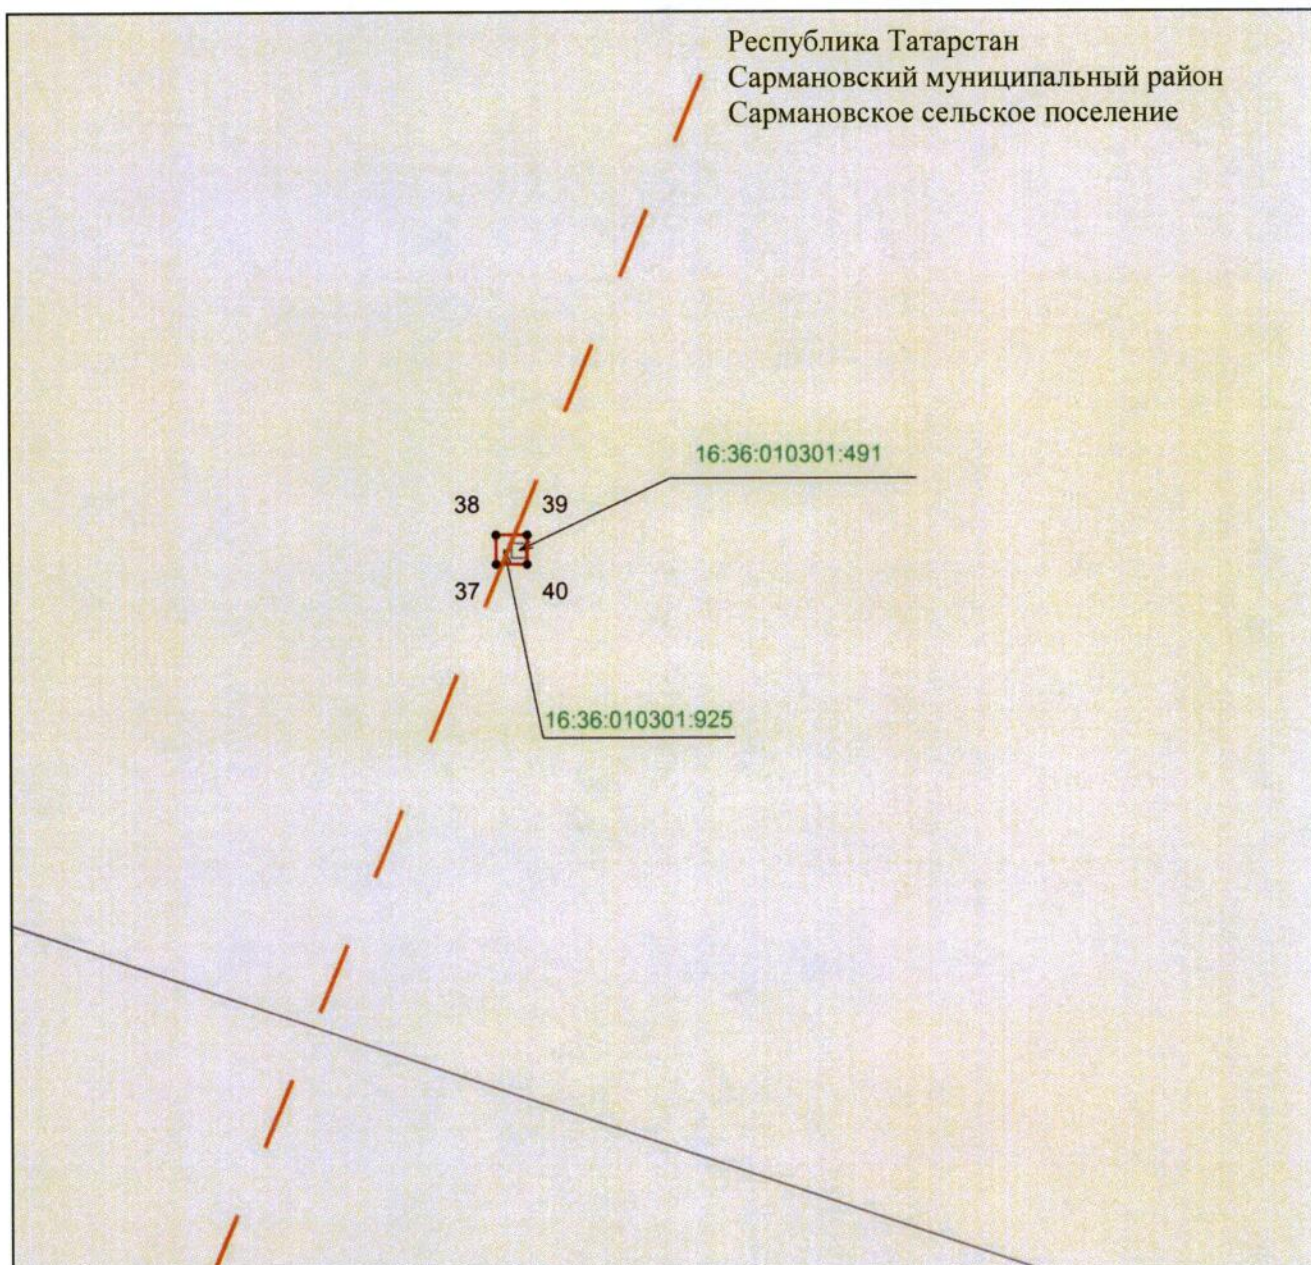 Республика Татарстан
Сармановский муниципальный район
Сармановское сельское поселение
16:36:010301:491
38
39
37
40
16:36:010301:925